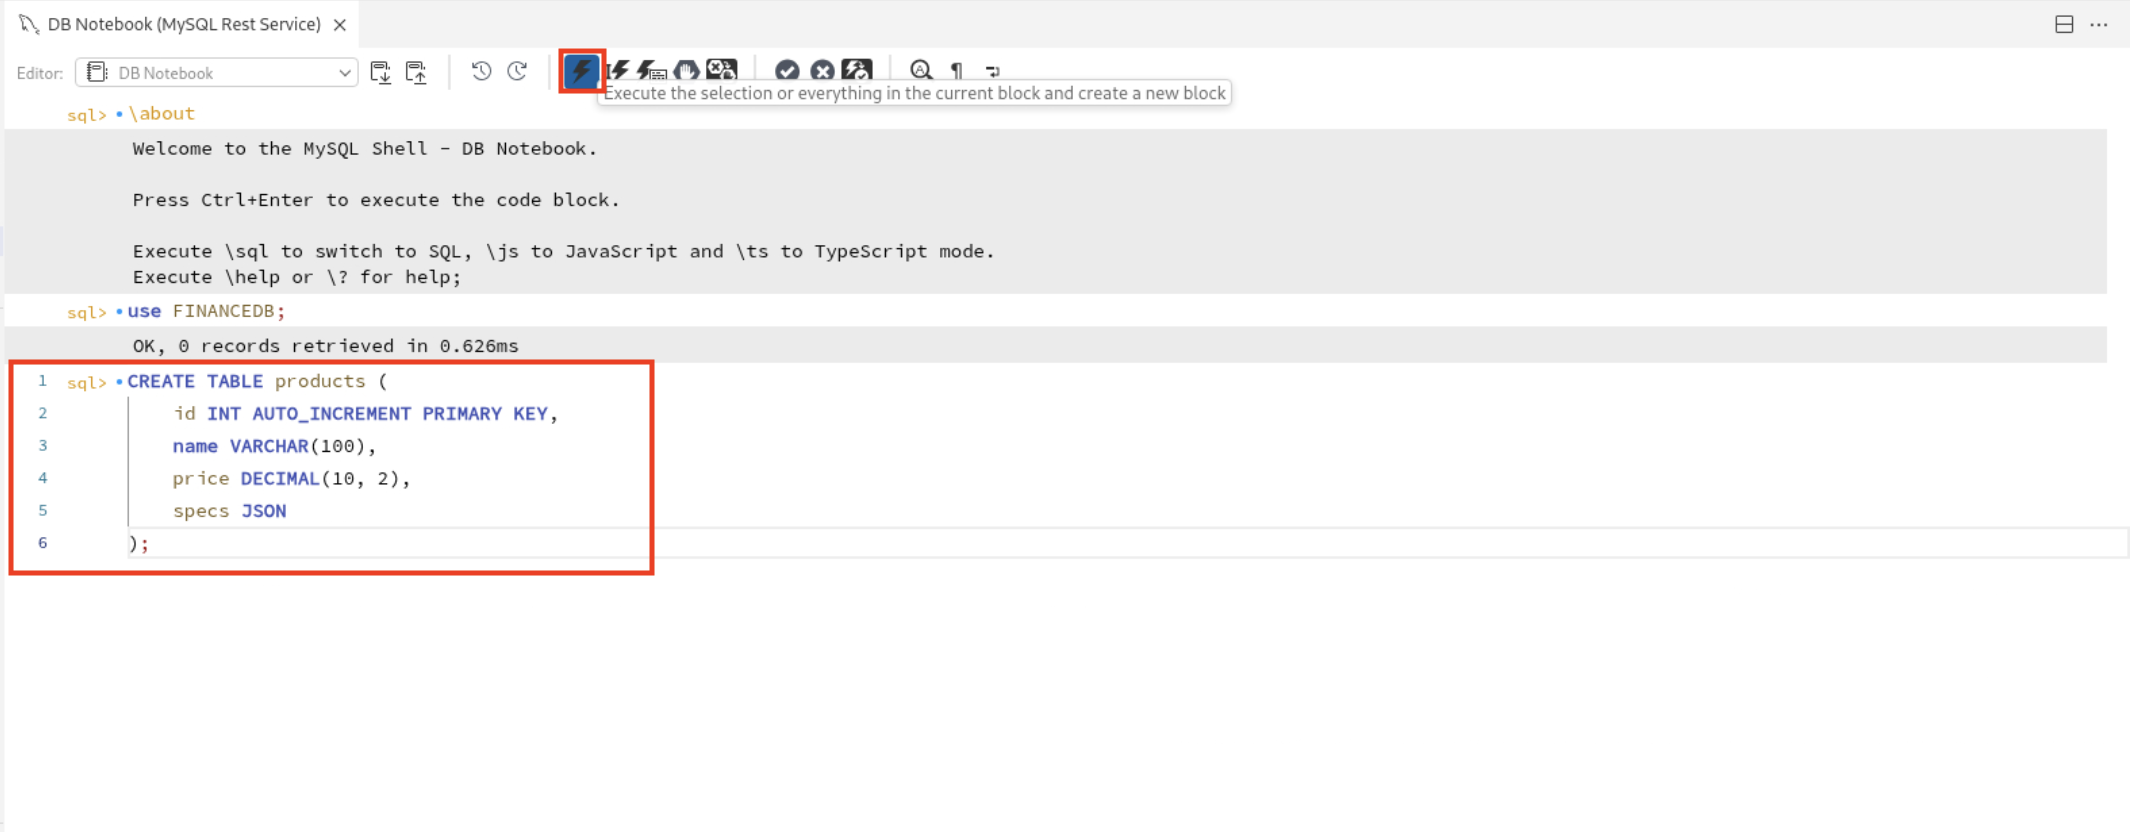 DB Notebook (MySQL Rest Service)
Editor: DB Notebook
Execute the selection or everything in the current block and create a new block
sql> \about
Welcome to the MySQL Shell - DB Notebook.
Press Ctrl+Enter to execute the code block.
Execute \sql to switch to SQL, \js to JavaScript and \ts to TypeScript mode.
Execute \help or \? for help;
sql> use FINANCEDB;
OK, 0 records retrieved in 0.626ms
1 sql> CREATE TABLE products (
2 id INT AUTO_INCREMENT PRIMARY KEY,
3 name VARCHAR(100),
4 price DECIMAL(10, 2),
5 specs JSON
6 );